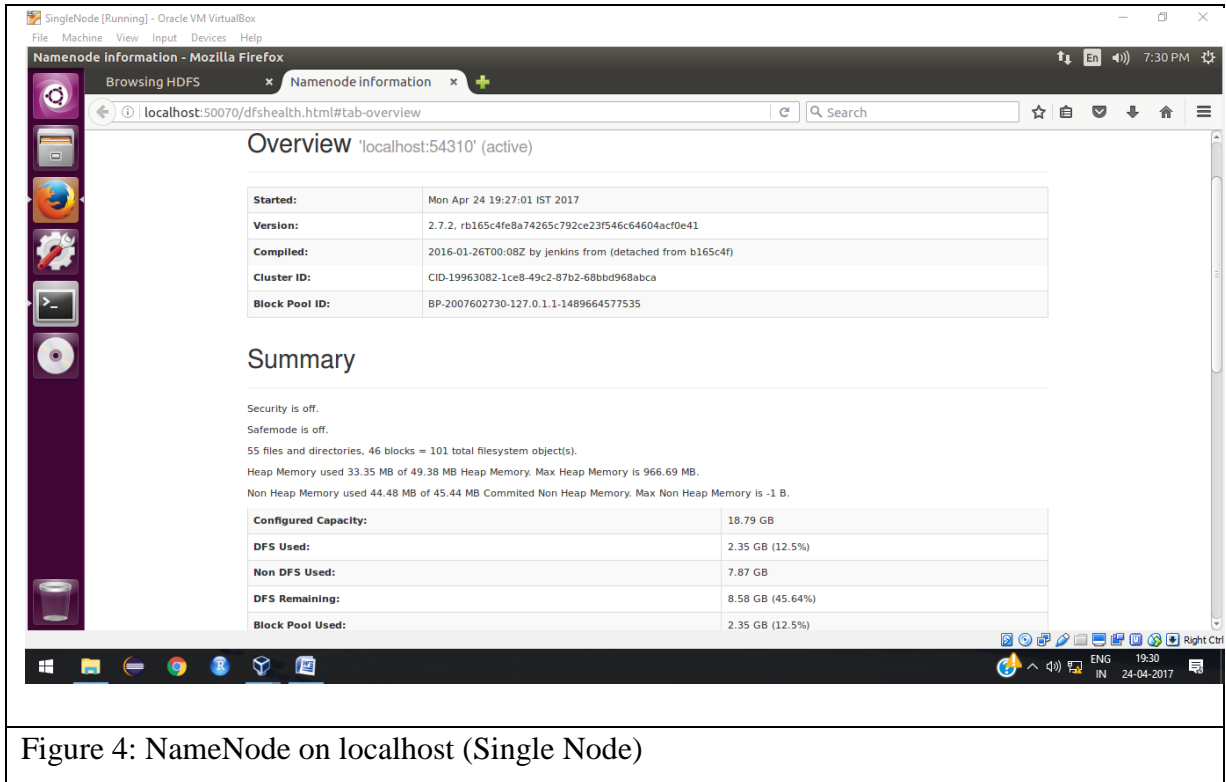 SingleNode [Running] - Oracle VM VirtualBox
File Machine View Input Devices Help
Namenode information - Mozilla Firefox
En 7:30 PM
Browsing HDFS × Namenode information ×
localhost:50070/dfshealth.html#tab-overview
Search
Overview 'localhost:54310' (active)
Started: Mon Apr 24 19:27:01 IST 2017
Version: 2.7.2, rb165c4fe8a74265c792ce23f546c64604acf0e41
Compiled: 2016-01-26T00:08Z by jenkins from (detached from b165c4f)
Cluster ID: CID-19963082-1ce8-49c2-87b2-68bbd968abca
Block Pool ID: BP-2007602730-127.0.1.1-1489664577535
Summary
Security is off.
Safemode is off.
55 files and directories, 46 blocks = 101 total filesystem object(s).
Heap Memory used 33.35 MB of 49.38 MB Heap Memory. Max Heap Memory is 966.69 MB.
Non Heap Memory used 44.48 MB of 45.44 MB Commited Non Heap Memory. Max Non Heap Memory is -1 B.
Configured Capacity: 18.79 GB
DFS Used: 2.35 GB (12.5%)
Non DFS Used: 7.87 GB
DFS Remaining: 8.58 GB (45.64%)
Block Pool Used: 2.35 GB (12.5%)
Right Ctrl
ENG 19:30
IN 24-04-2017
Figure 4: NameNode on localhost (Single Node)